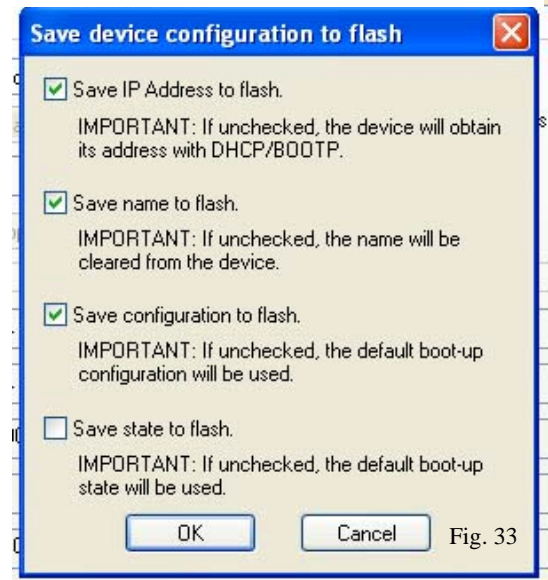 Save device configuration to flash
Save IP Address to flash.
IMPORTANT: If unchecked, the device will obtain
its address with DHCP/BOOTP.
Save name to flash.
IMPORTANT: If unchecked, the name will be
cleared from the device.
Save configuration to flash.
IMPORTANT: If unchecked, the default boot-up
configuration will be used.
Save state to flash.
IMPORTANT: If unchecked, the default boot-up
state will be used.
OK Cancel Fig. 33